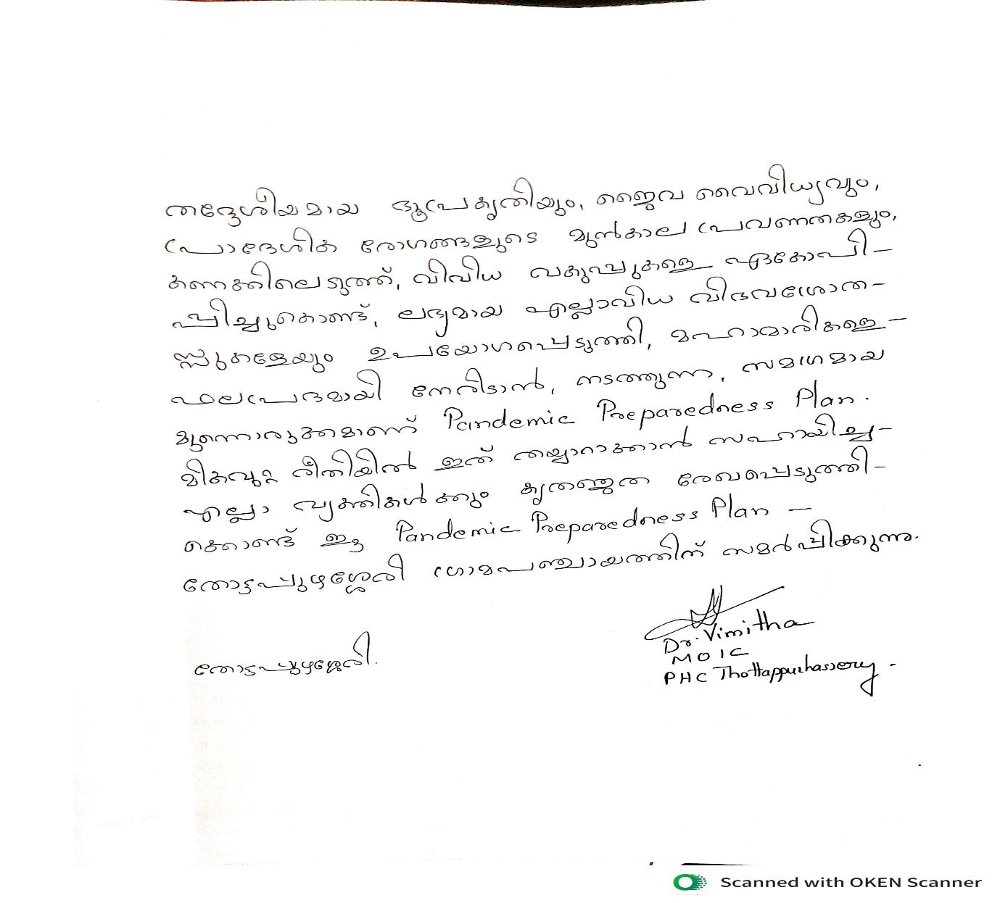 തദ്ദേശീയമായ ഭൂപ്രകൃതിയും, ജൈവ വൈവിധ്യവും,
പ്രാദേശിക രോഗങ്ങളുടെ മുൻകാല പ്രവണതകളും,
കണക്കിലെടുത്ത്, വിവിധ വകുപ്പുകളെ ഏകോപി-
പ്പിച്ചുകൊണ്ട്, ലഭ്യമായ എല്ലാവിധ വിഭവശ്രോത-
സ്സുകളേയും ഉപയോഗപ്പെടുത്തി, മഹാമാരികളെ-
ഫലപ്രദമായി നേരിടാൻ, നടത്തുന്ന, സമഗ്രമായ
മുന്നൊരുക്കമാണ് Pandemic Preparedness Plan.
മികവുറ്റ രീതിയിൽ ഇത് തയ്യാറാക്കാൻ സഹായിച്ച-
എല്ലാ വ്യക്തികൾക്കും കൃതജ്ഞത രേഖപ്പെടുത്തി-
ക്കൊണ്ട് ഈ Pandemic Preparedness Plan -
തോട്ടപ്പുഴശ്ശേരി ഗ്രാമപഞ്ചായത്തിന് സമർപ്പിക്കുന്നു.
Dr. Vimitha
MOIC
തോട്ടപ്പുഴശ്ശേരി.
PHC Thottappuzhassery.
Scanned with OKEN Scanner